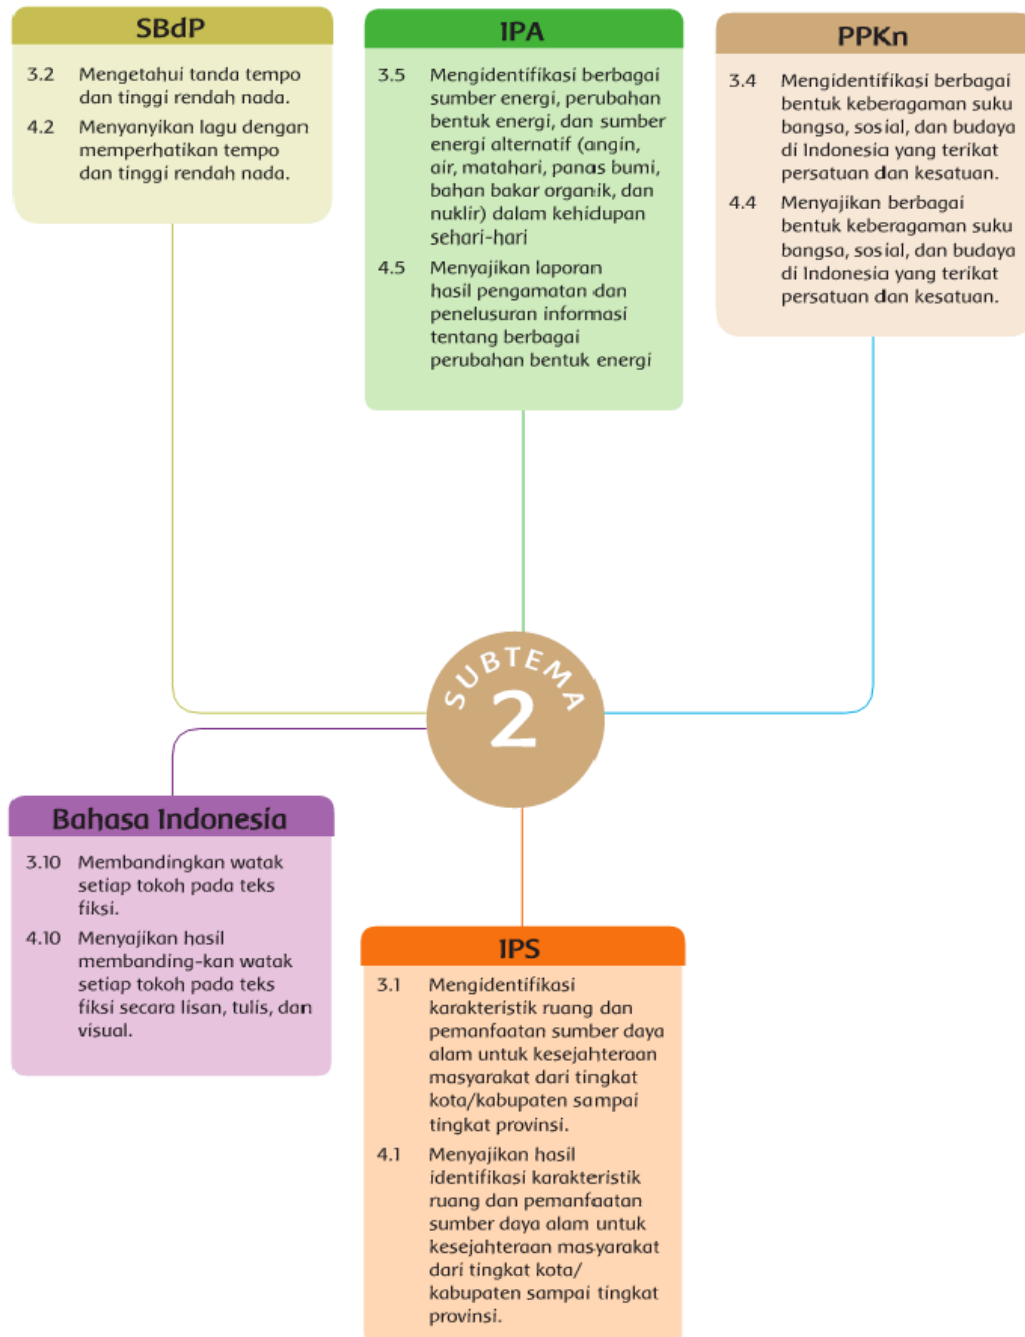 SBdP
3.2 Mengetahui tanda tempo
dan tinggi rendah nada.
4.2 Menyanyikan lagu dengan
memperhatikan tempo
dan tinggi rendah nada.
IPA
3.5 Mengidentifikasi berbagai
sumber energi, perubahan
bentuk energi, dan sumber
energi alternatif (angin,
air, matahari, panas bumi,
bahan bakar organik, dan
nuklir) dalam kehidupan
sehari-hari
4.5 Menyajikan laporan
hasil pengamatan dan
penelusuran informasi
tentang berbagai
perubahan bentuk energi
PPKn
3.4 Mengidentifikasi berbagai
bentuk keberagaman suku
bangsa, sosial, dan budaya
di Indonesia yang terikat
persatuan dan kesatuan.
4.4 Menyajikan berbagai
bentuk keberagaman suku
bangsa, sosial, dan budaya
di Indonesia yang terikat
persatuan dan kesatuan.
SUBTEMA
2
Bahasa Indonesia
3.10 Membandingkan watak
setiap tokoh pada teks
fiksi.
4.10 Menyajikan hasil
membanding-kan watak
setiap tokoh pada teks
fiksi secara lisan, tulis, dan
visual.
IPS
3.1 Mengidentifikasi
karakteristik ruang dan
pemanfaatan sumber daya
alam untuk kesejahteraan
masyarakat dari tingkat
kota/kabupaten sampai
tingkat provinsi.
4.1 Menyajikan hasil
identifikasi karakteristik
ruang dan pemanfaatan
sumber daya alam untuk
kesejahteraan masyarakat
dari tingkat kota/
kabupaten sampai tingkat
provinsi.